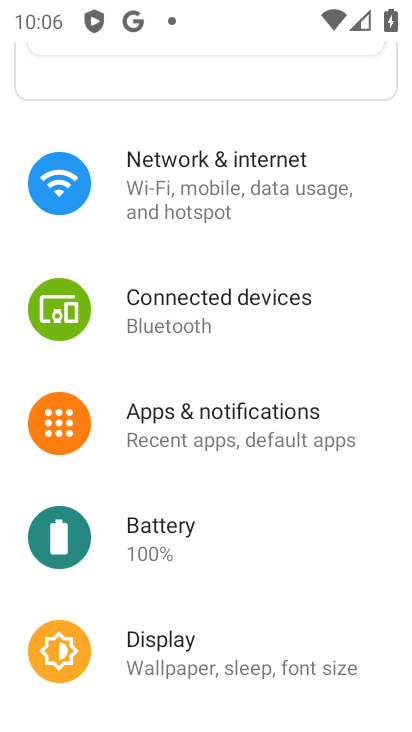 10:06
Network & internet
Wi-Fi, mobile, data usage,
and hotspot
Connected devices
Bluetooth
Apps & notifications
Recent apps, default apps
Battery
100%
Display
Wallpaper, sleep, font size